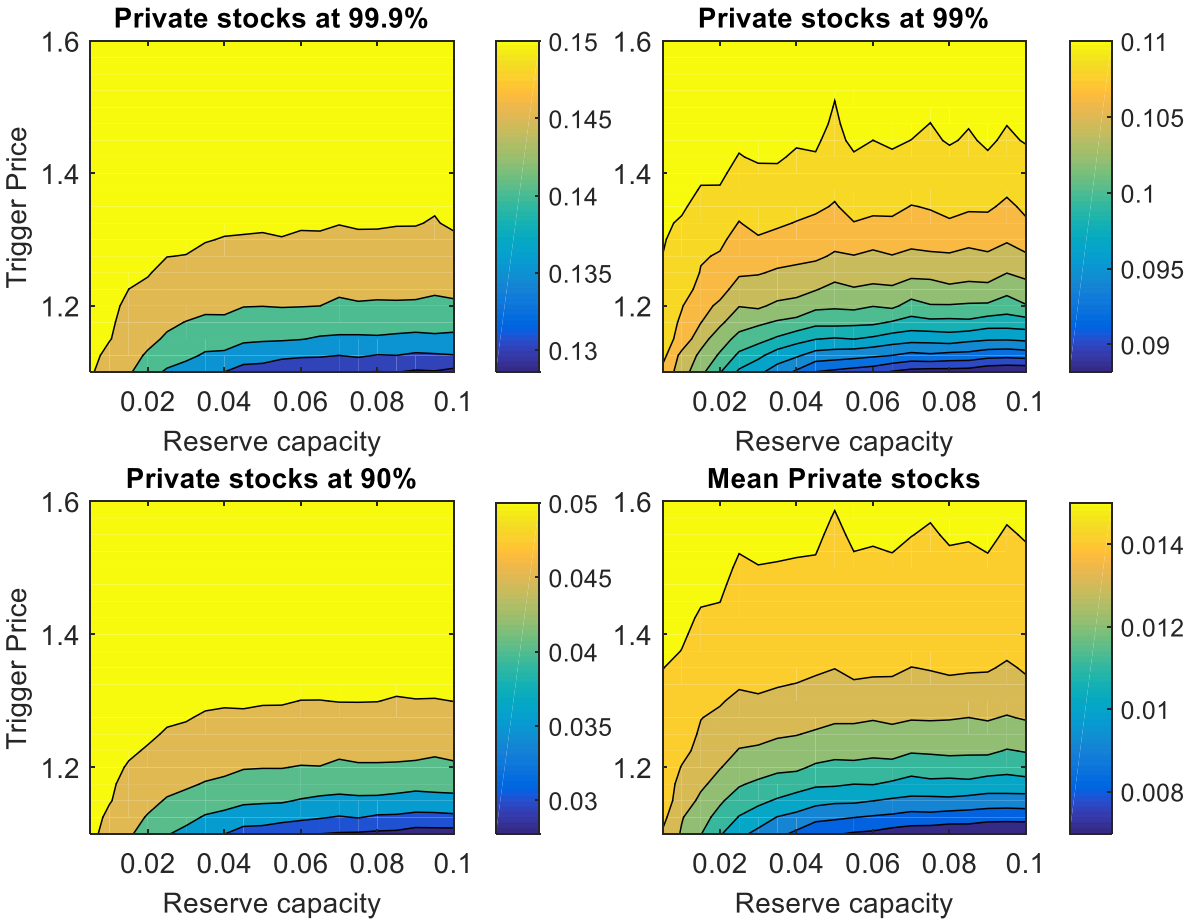 Private stocks at 99.9%
1.6
1.4
1.2
Trigger Price
0.02 0.04 0.06 0.08 0.1
Reserve capacity
0.15
0.145
0.14
0.135
0.13
Private stocks at 99%
1.6
1.4
1.2
0.02 0.04 0.06 0.08 0.1
Reserve capacity
0.11
0.105
0.1
0.095
0.09
Private stocks at 90%
1.6
1.4
1.2
Trigger Price
0.02 0.04 0.06 0.08 0.1
Reserve capacity
0.05
0.045
0.04
0.035
0.03
Mean Private stocks
1.6
1.4
1.2
0.02 0.04 0.06 0.08 0.1
Reserve capacity
0.014
0.012
0.01
0.008